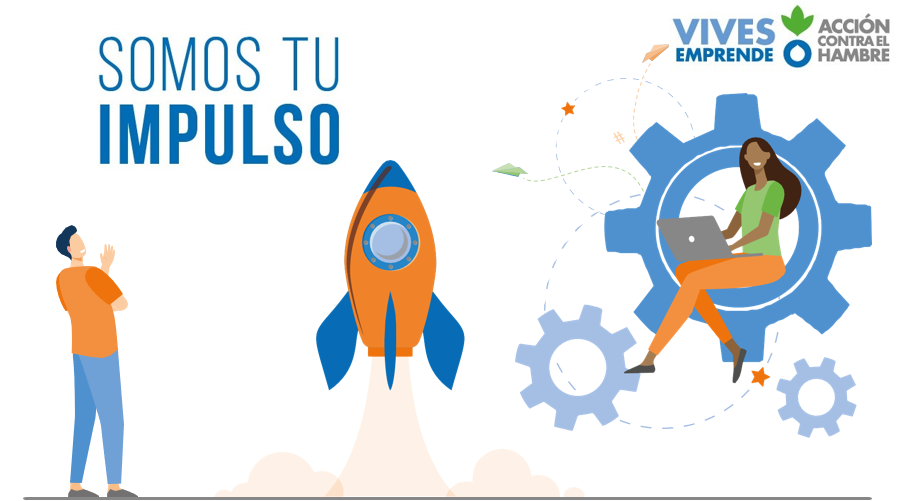 SOMOS TU
IMPULSO
VIVES
EMPRENDE
ACCIÓN
CONTRA EL
HAMBRE
#